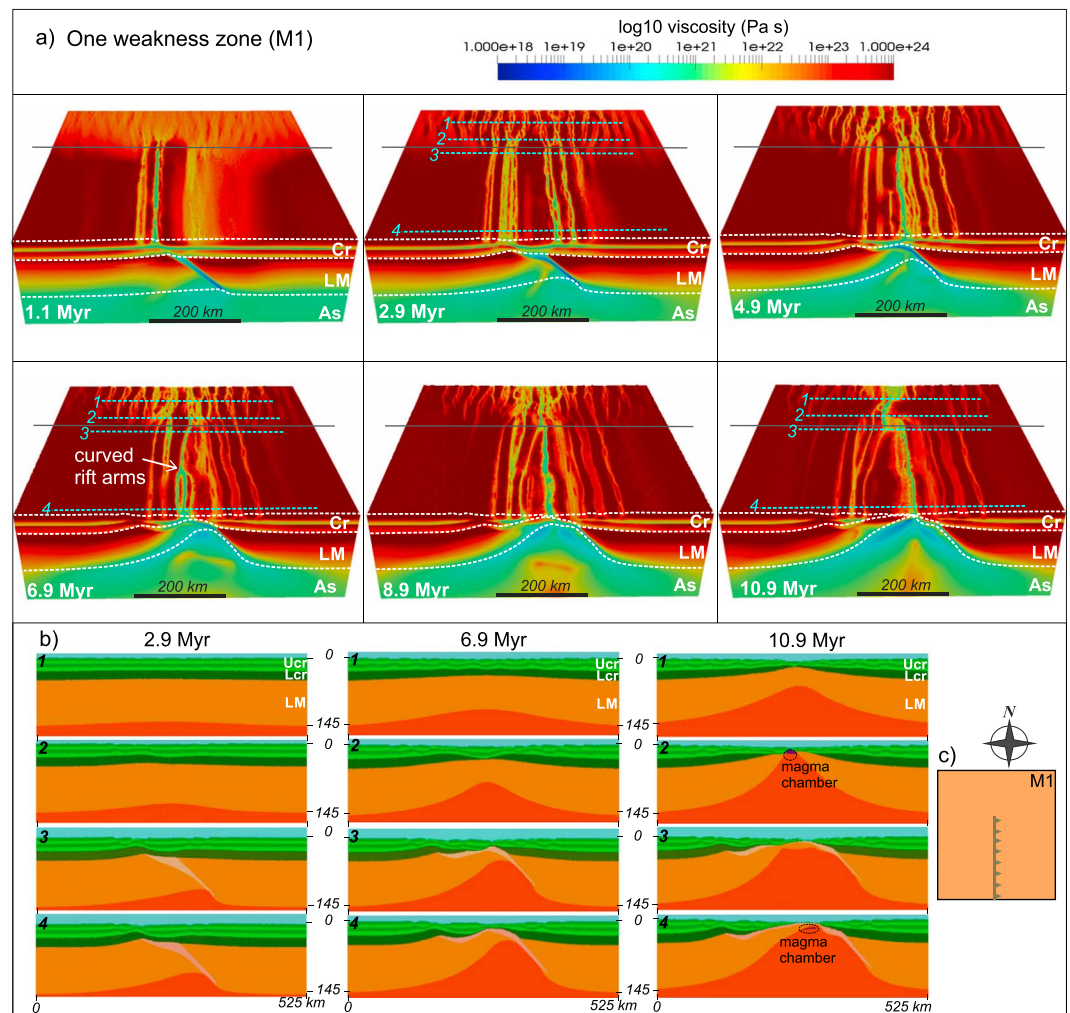 a) One weakness zone (M1)
log10 viscosity (Pa s)
1.000e+18 1e+19 1e+20 1e+21 1e+22 1e+23 1.000e+24
Cr
LM
As
1.1 Myr
200 km
1
2
3
4
Cr
LM
As
2.9 Myr
200 km
Cr
LM
As
4.9 Myr
200 km
1
2
3
curved
rift arms
4
Cr
LM
As
6.9 Myr
200 km
Cr
LM
As
8.9 Myr
200 km
1
2
3
4
Cr
LM
As
10.9 Myr
200 km
b) 2.9 Myr 6.9 Myr 10.9 Myr
1 Ucr 0 1 Ucr 0 1 Ucr
Lcr Lcr Lcr
LM LM LM
145 145
2 0 2 0 2
magma
chamber
145 145
3 0 3 0 3
145 145
4 0 4 0 4
magma
chamber
145 145
0 525 km 0 525 km 0 525 km
N
c)
M1